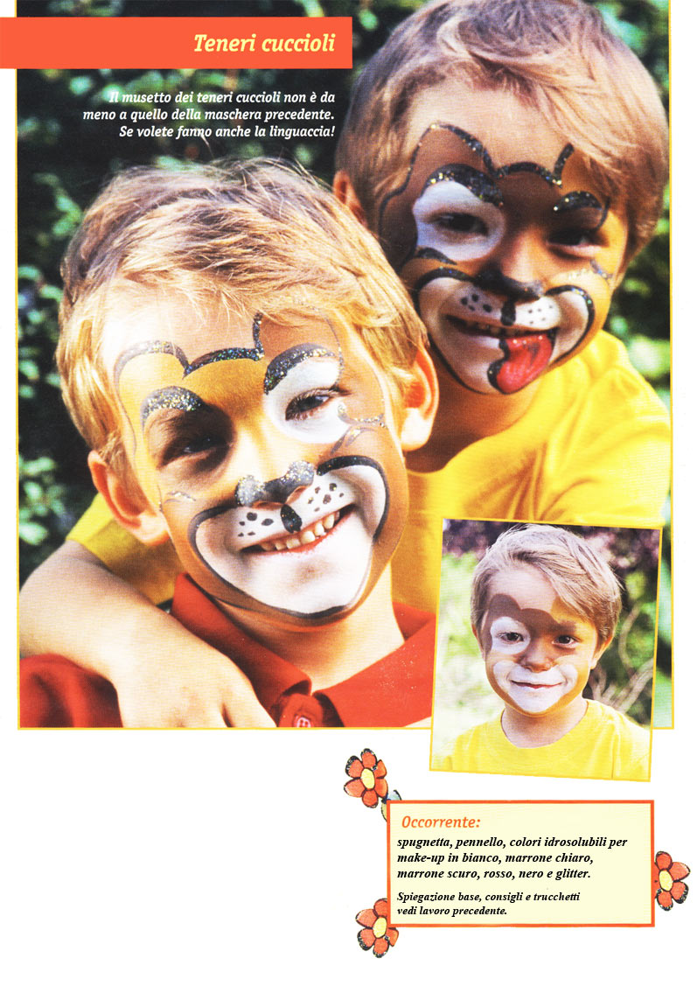 Teneri cuccioli
Il musetto dei teneri cuccioli non è da
meno a quello della maschera precedente.
Se volete fanno anche la linguaccia!
Occorrente:
spugnetta, pennello, colori idrosolubili per
make-up in bianco, marrone chiaro,
marrone scuro, rosso, nero e glitter.
Spiegazione base, consigli e trucchetti
vedi lavoro precedente.